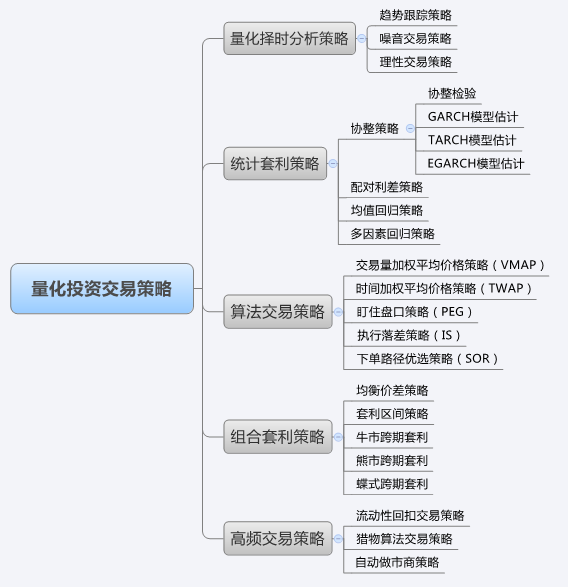 量化投资交易策略
量化择时分析策略
趋势跟踪策略
噪音交易策略
理性交易策略
统计套利策略
协整策略
协整检验
GARCH模型估计
TARCH模型估计
EGARCH模型估计
配对利差策略
均值回归策略
多因素回归策略
算法交易策略
交易量加权平均价格策略（VMAP）
时间加权平均价格策略（TWAP）
盯住盘口策略（PEG）
执行落差策略（IS）
下单路径优选策略（SOR）
组合套利策略
均衡价差策略
套利区间策略
牛市跨期套利
熊市跨期套利
蝶式跨期套利
高频交易策略
流动性回扣交易策略
猎物算法交易策略
自动做市商策略